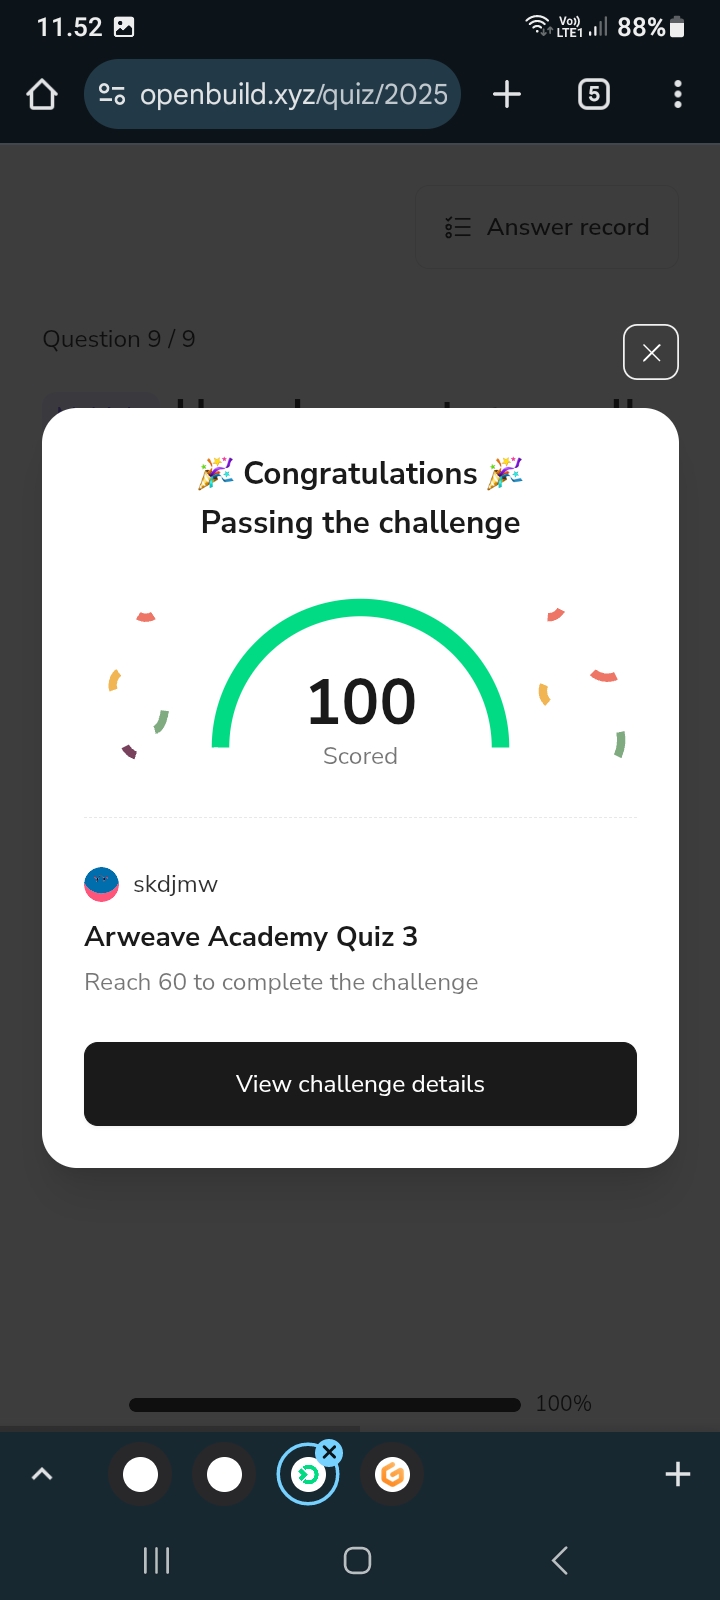 11.52
Vo))
LTE1
88%
openbuild.xyz/quiz/2025
5
Answer record
Question 9 / 9
🎉 Congratulations 🎉
Passing the challenge
100
Scored
skdjmw
Arweave Academy Quiz 3
Reach 60 to complete the challenge
View challenge details
100%